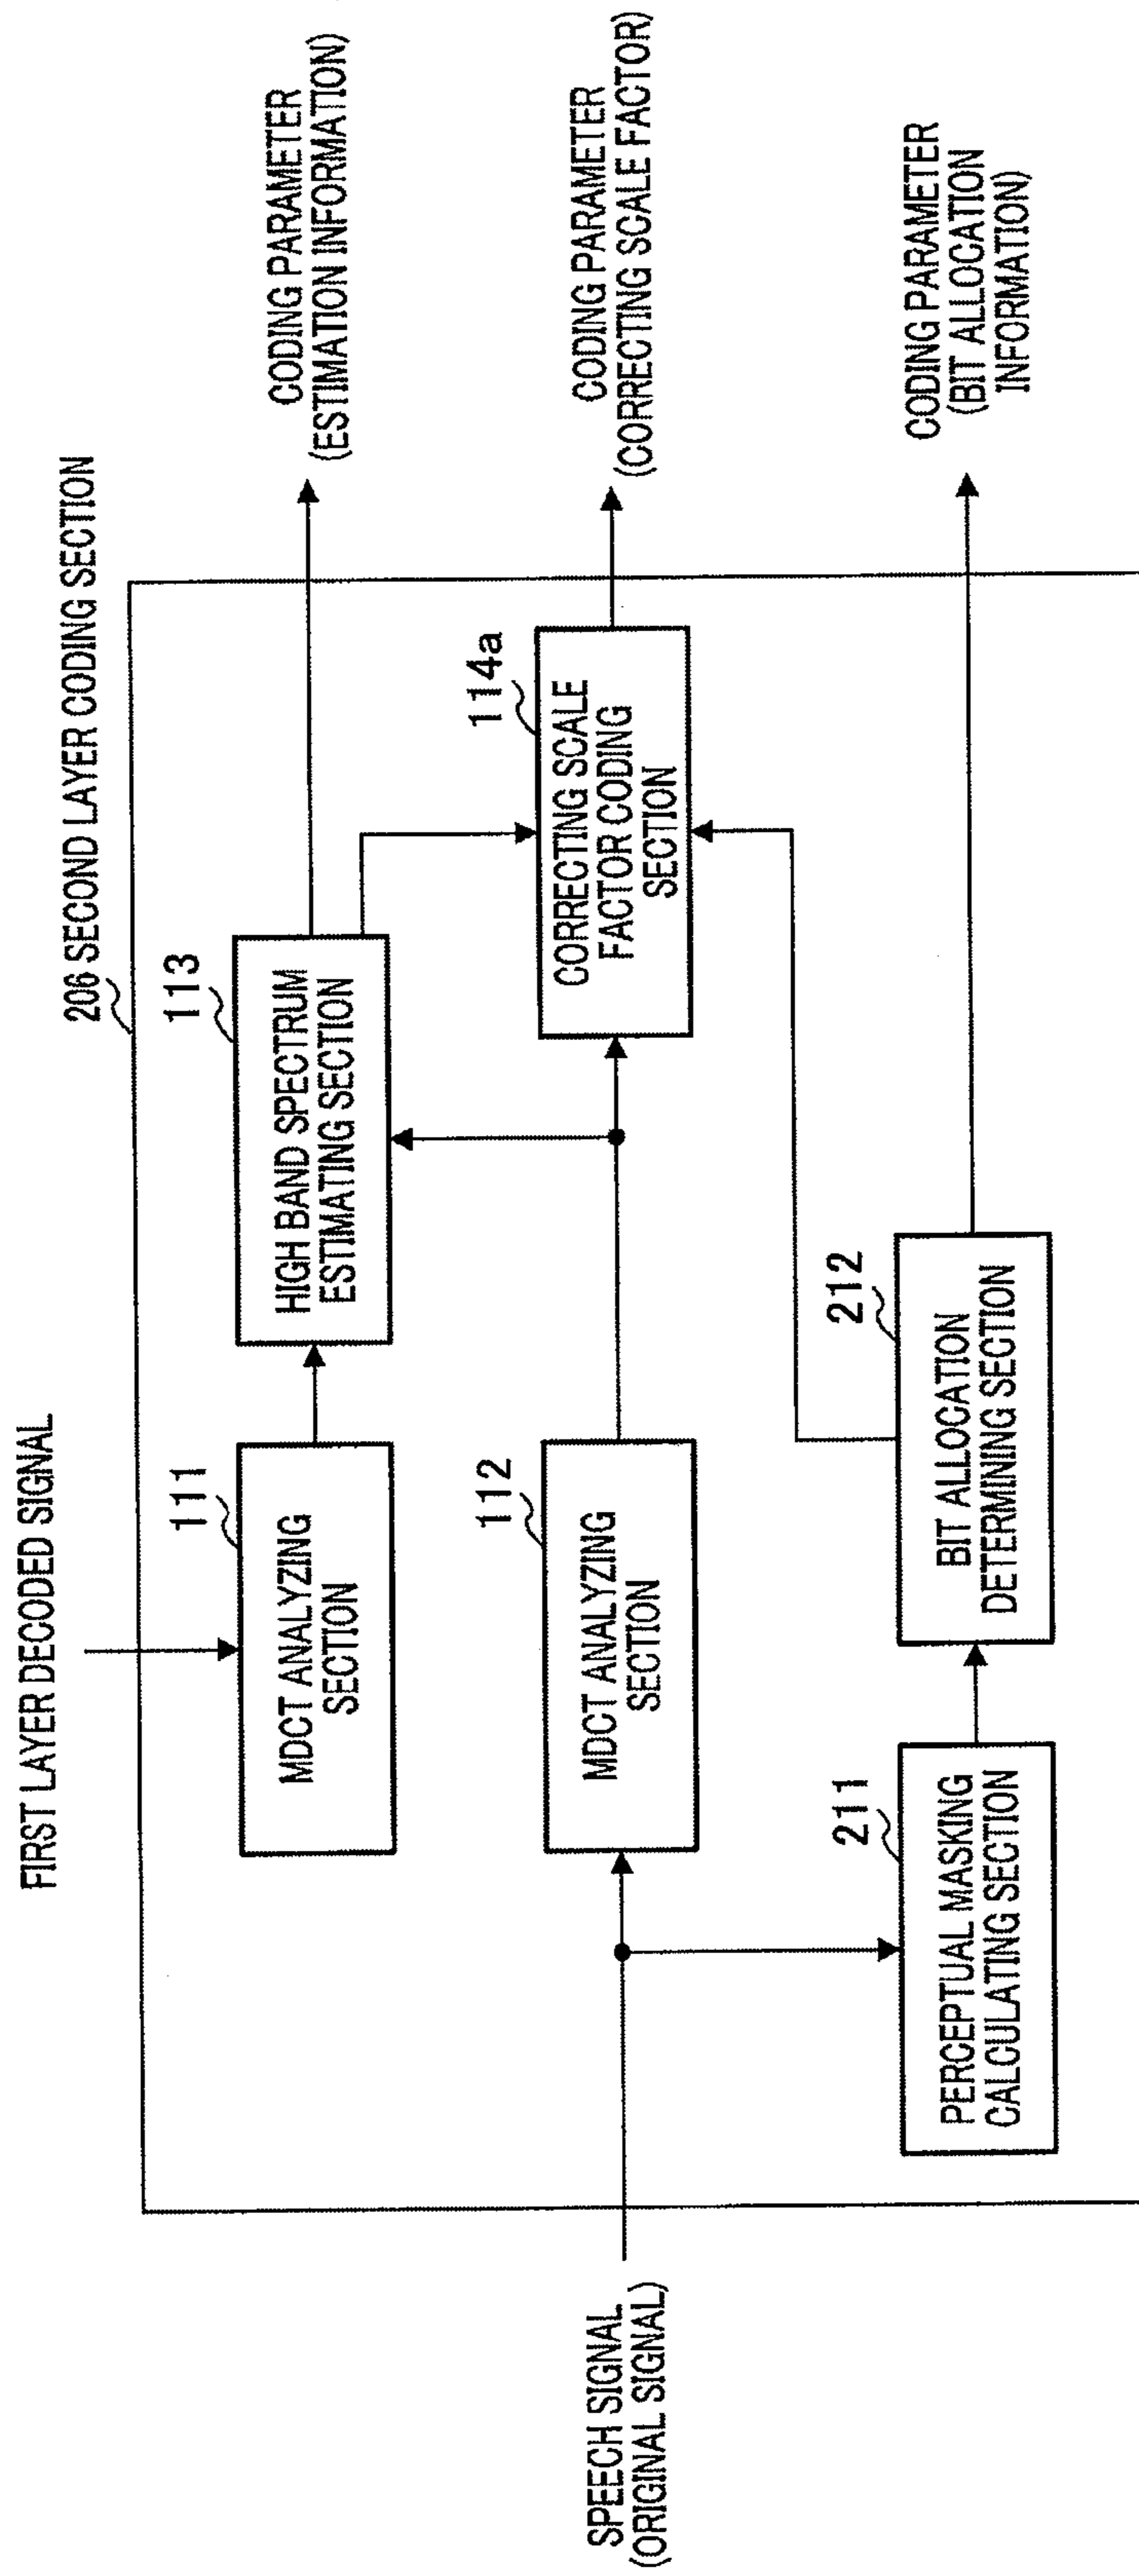 206 SECOND LAYER CODING SECTION
FIRST LAYER DECODED SIGNAL
111
MDCT ANALYZING
SECTION
113
HIGH BAND SPECTRUM
ESTIMATING SECTION
CODING PARAMETER
(ESTIMATION INFORMATION)
SPEECH SIGNAL
(ORIGINAL SIGNAL)
112
MDCT ANALYZING
SECTION
114a
CORRECTING SCALE
FACTOR CODING
SECTION
CODING PARAMETER
(CORRECTING SCALE FACTOR)
211
PERCEPTUAL MASKING
CALCULATING SECTION
212
BIT ALLOCATION
DETERMINING SECTION
CODING PARAMETER
(BIT ALLOCATION
INFORMATION)